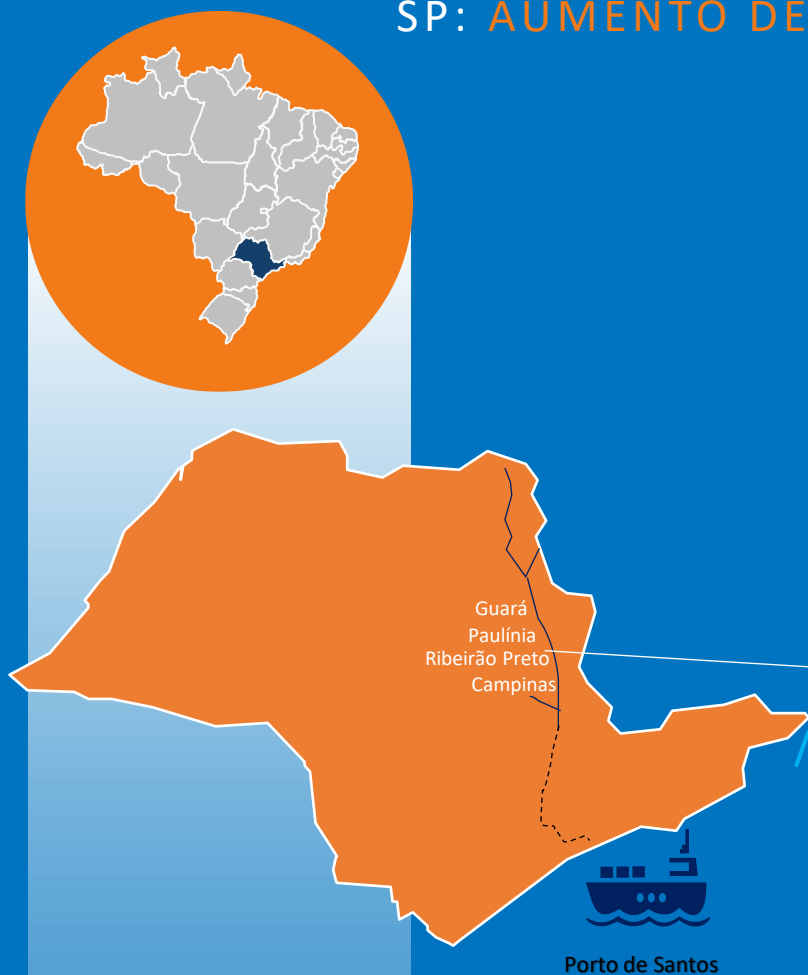 SP: AUMENTO DE
Guará
Paulínia
Ribeirão Preto
Campinas
Porto de Santos